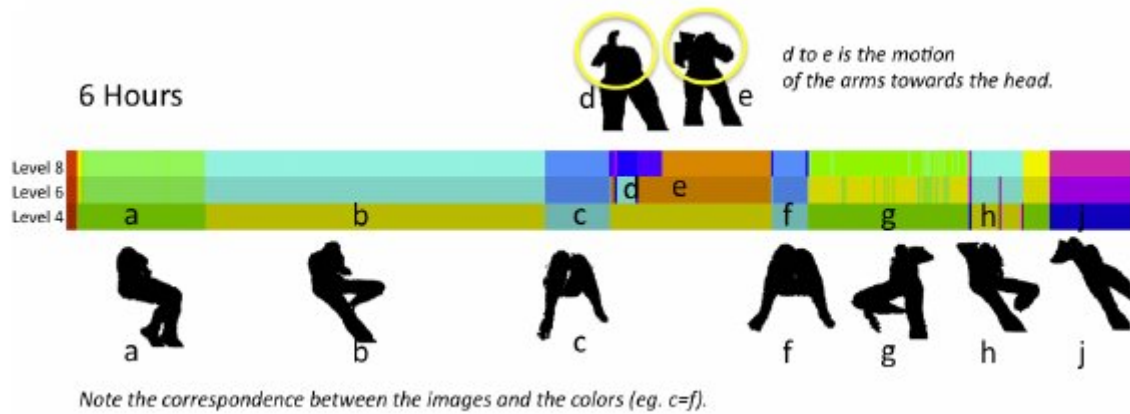 d to e is the motion
of the arms towards the head.
6 Hours
d
e
Level 8
Level 6
d
e
Level 4
a
b
c
f
g
h
j
a
b
c
f
g
h
j
Note the correspondence between the images and the colors (eg. c=f).